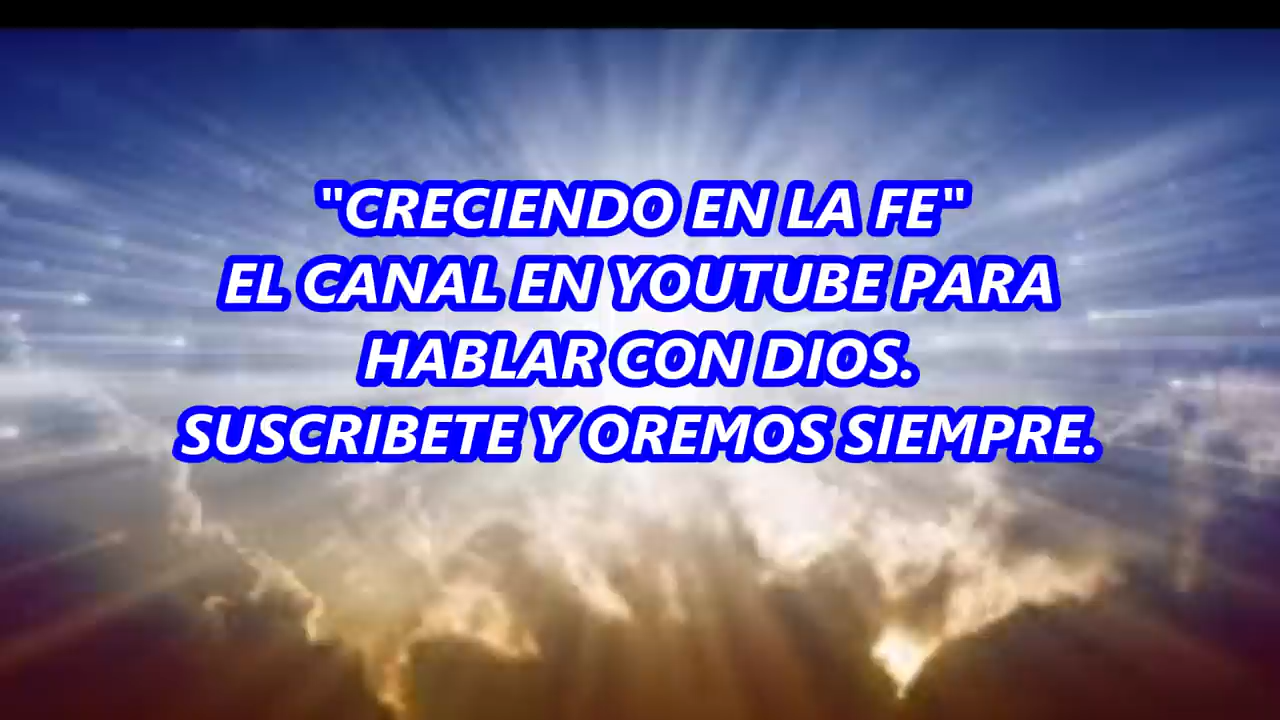 "CRECIENDO EN LA FE"
EL CANAL EN YOUTUBE PARA
HABLAR CON DIOS.
SUSCRIBETE Y OREMOS SIEMPRE.